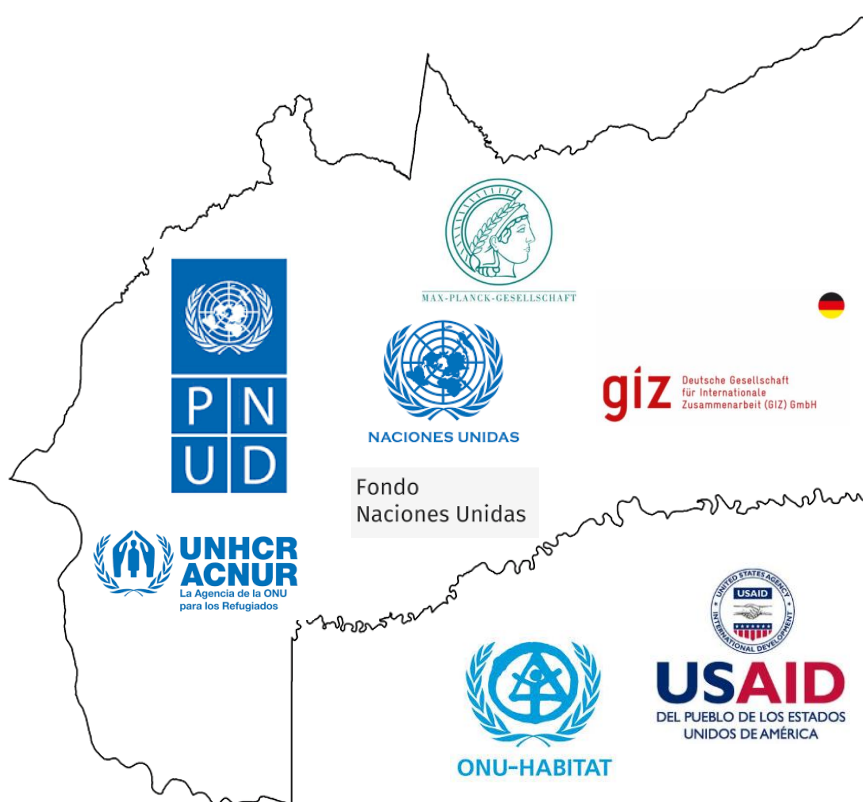 MAX-PLANCK-GESELLSCHAFT
P N
U D
NACIONES UNIDAS
giz Deutsche Gesellschaft
für Internationale
Zusammenarbeit (GIZ) GmbH
Fondo
Naciones Unidas
UNHCR
ACNUR
La Agencia de la ONU
para los Refugiados
UNITED STATES AGENCY
USAID
INTERNATIONAL DEVELOPMENT
USAID
DEL PUEBLO DE LOS ESTADOS
UNIDOS DE AMÉRICA
ONU-HABITAT